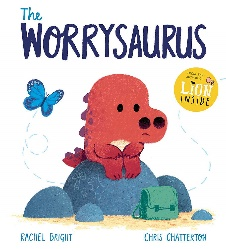 The
WORRYSAURUS
LION
INSIDE
RACHEL BRIGHT CHRIS CHATTERTON